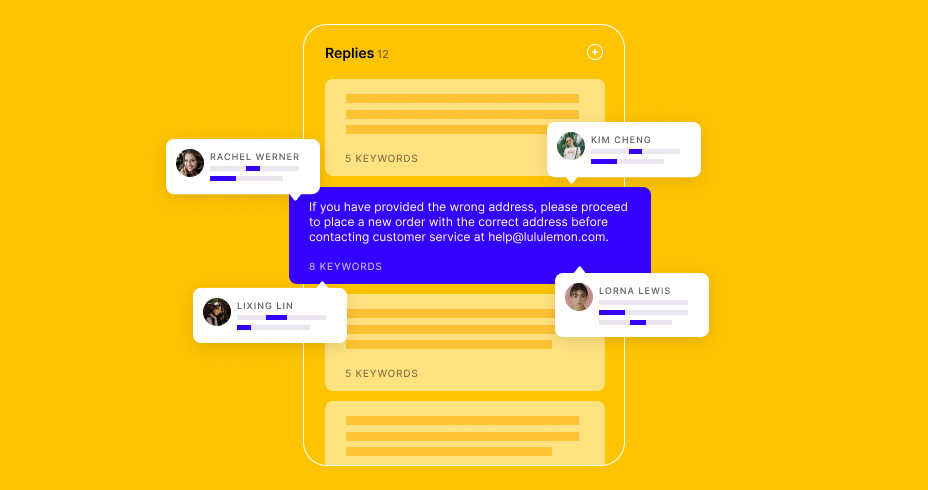 Replies 12
5 KEYWORDS
KIM CHENG
RACHEL WERNER
If you have provided the wrong address, please proceed
to place a new order with the correct address before
contacting customer service at help@lululemon.com.
8 KEYWORDS
LORNA LEWIS
LIXING LIN
5 KEYWORDS